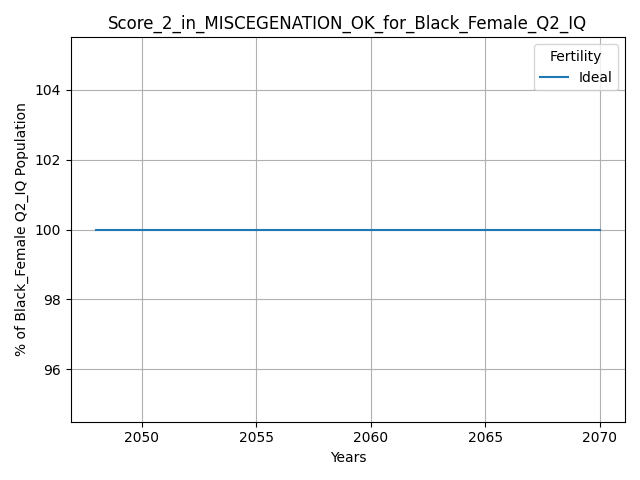 Score_2_in_MISCEGENATION_OK_for_Black_Female_Q2_IQ
Fertility
Ideal
% of Black_Female Q2_IQ Population
104
102
100
98
96
2050 2055 2060 2065 2070
Years